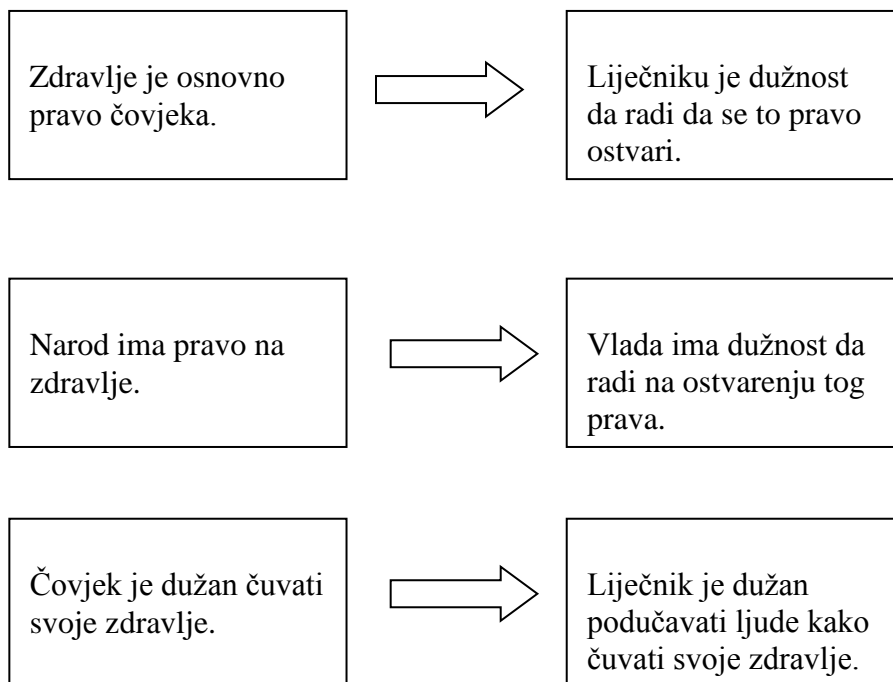 Zdravlje je osnovno
pravo čovjeka.
Liječniku je dužnost
da radi da se to pravo
ostvari.
Narod ima pravo na
zdravlje.
Vlada ima dužnost da
radi na ostvarenju tog
prava.
Čovjek je dužan čuvati
svoje zdravlje.
Liječnik je dužan
podučavati ljude kako
čuvati svoje zdravlje.